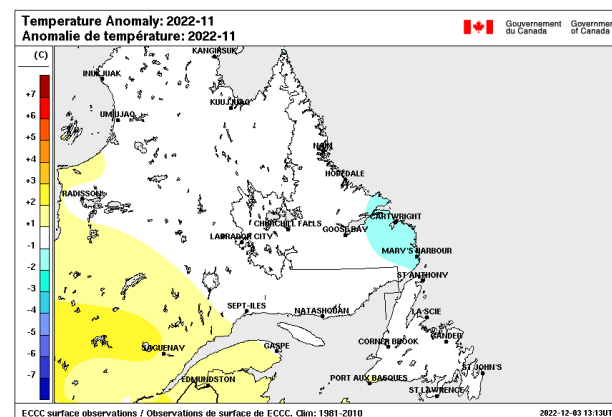 Temperature Anomaly: 2022-11
Anomalie de température: 2022-11
Gouvernement du Canada
Government of Canada
(C)
+7
+6
+5
+4
+3
+2
+1
-1
-2
-3
-4
-5
-6
-7
KANGIRSUK
INUKJUAK
KUUJJUAQ
UMIUJAQ
NAIN
HOPEDALE
RADISSON
CARTWRIGHT
CHURCHILL FALLS
GOOSE BAY
LABRADOR CITY
MARY'S HARBOUR
ST ANTHONY
SEPT-ILES
NATASHQUAN
LA SCIE
GANDER
SAGUENAY
GASPE
CORNER BROOK
ST JOHN'S
EDMUNDSTON
PORT AUX BASQUES
ST LAWRENCE
ECCC surface observations / Observations de surface de ECCC. Clim: 1981-2010
2022-12-03